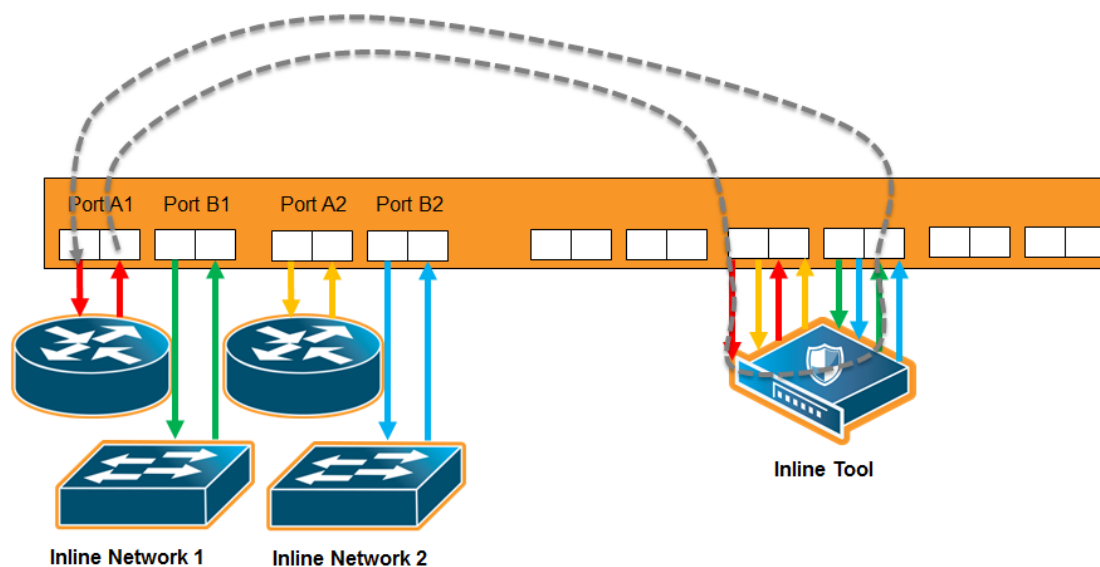 Port A1 Port B1 Port A2 Port B2
Inline Tool
Inline Network 1 Inline Network 2